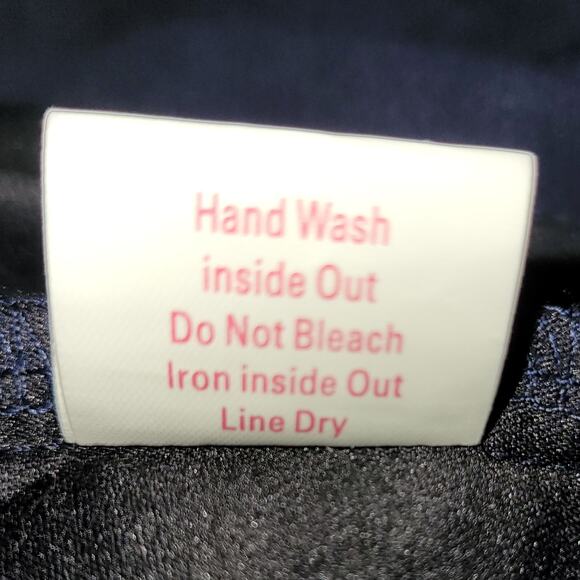 Hand Wash
inside Out
Do Not Bleach
Iron inside Out
Line Dry